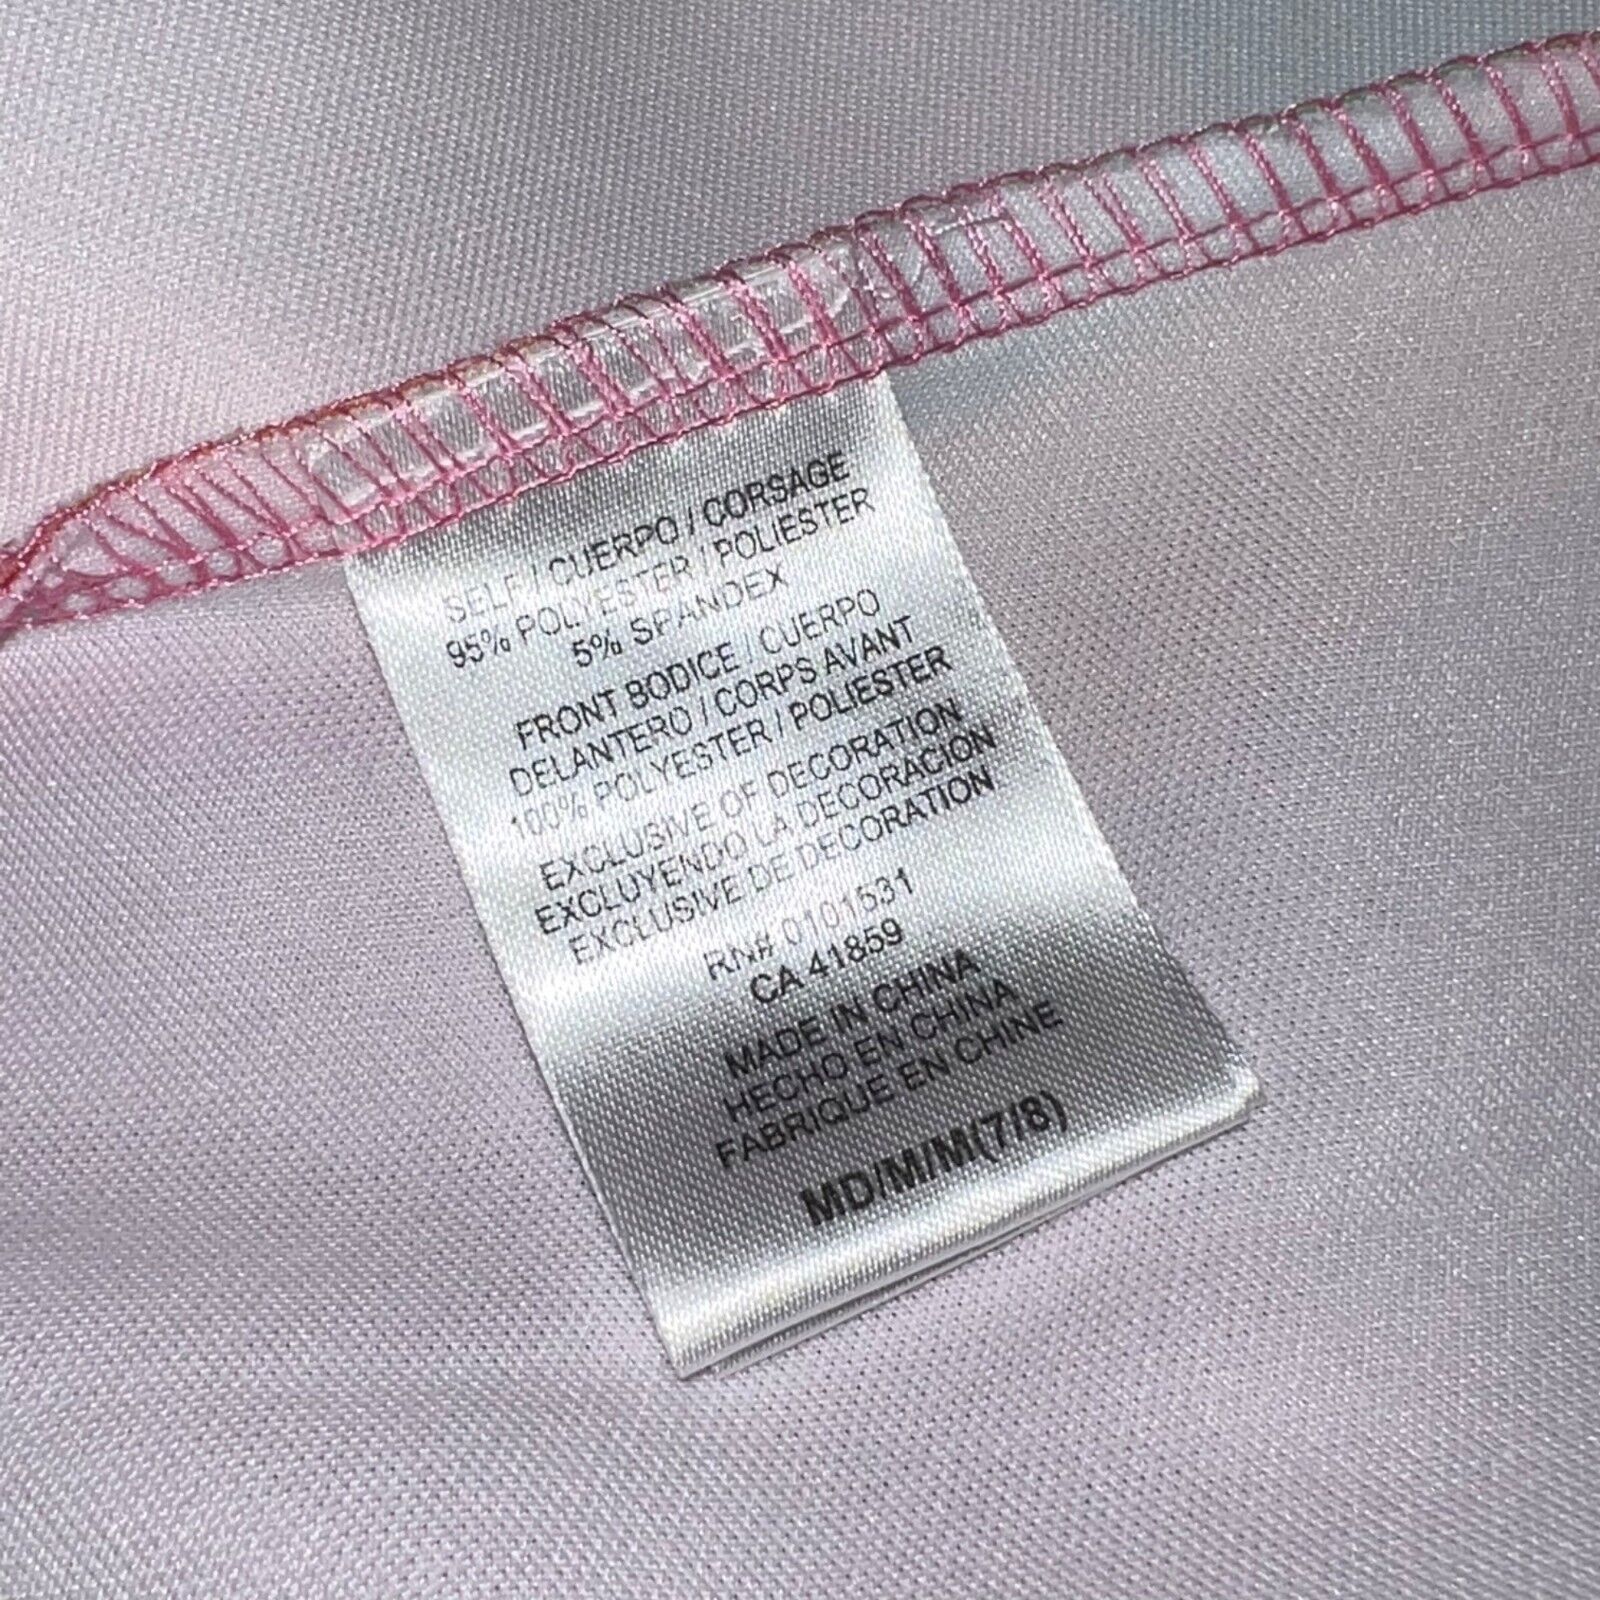 SELF / CUERPO / CORSAGE
95% POLYESTER / POLIESTER
5% SPANDEX
FRONT BODICE / CUERPO
DELANTERO / CORPS AVANT
100% POLYESTER / POLIESTER
EXCLUSIVE OF DECORATION
EXCLUYENDO LA DECORACION
EXCLUSIVE DE DECORATION
RN# 0101531
CA 41859
MADE IN CHINA
HECHO EN CHINA
FABRIQUE EN CHINE
MD/M/M(7/8)